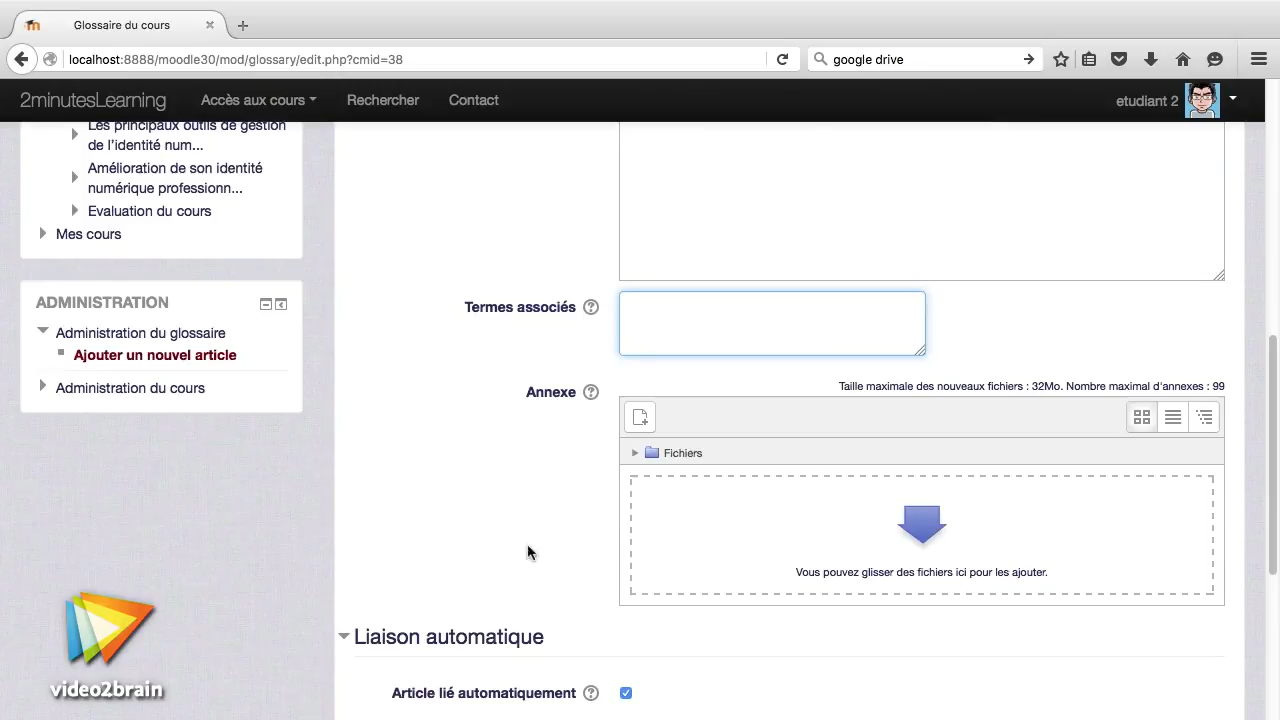 Glossaire du cours
localhost:8888/moodle30/mod/glossary/edit.php?cmid=38
google drive
2minutesLearning
Accès aux cours
Rechercher
Contact
etudiant 2
Les principaux outils de gestion
de l'identité num...
Amélioration de son identité
numérique professionn...
Evaluation du cours
Mes cours
ADMINISTRATION
Administration du glossaire
Ajouter un nouvel article
Administration du cours
Termes associés
Annexe
Taille maximale des nouveaux fichiers : 32Mo. Nombre maximal d'annexes : 99
Fichiers
Vous pouvez glisser des fichiers ici pour les ajouter.
Liaison automatique
Article lié automatiquement
video2brain